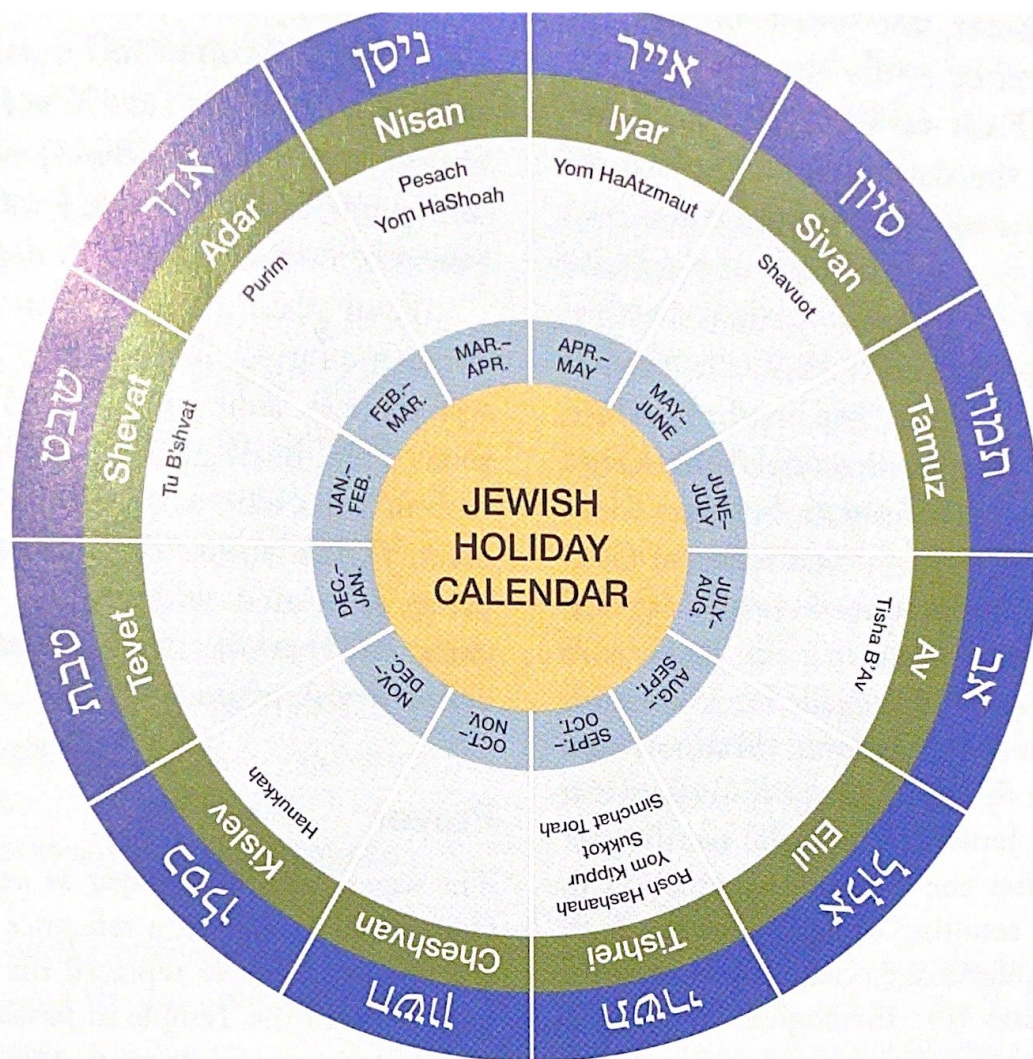 JEWISH
HOLIDAY
CALENDAR
ניסן
Nisan
Pesach
Yom HaShoah
MAR.–
APR.
אייר
Iyar
Yom HaAtzmaut
APR.–
MAY
סיון
Sivan
Shavuot
MAY–
JUNE
תמוז
Tamuz
JUNE–
JULY
אב
Av
Tisha B'Av
JULY–
AUG.
אלול
Elul
AUG.–
SEPT.
תשרי
Tishrei
Rosh Hashanah
Yom Kippur
Sukkot
Simchat Torah
SEPT.–
OCT.
חשון
Cheshvan
OCT.–
NOV.
כסלו
Kislev
Hanukkah
NOV.–
DEC.
טבת
Tevet
DEC.–
JAN.
שבט
Shevat
Tu B'shvat
JAN.–
FEB.
אדר
Adar
Purim
FEB.–
MAR.